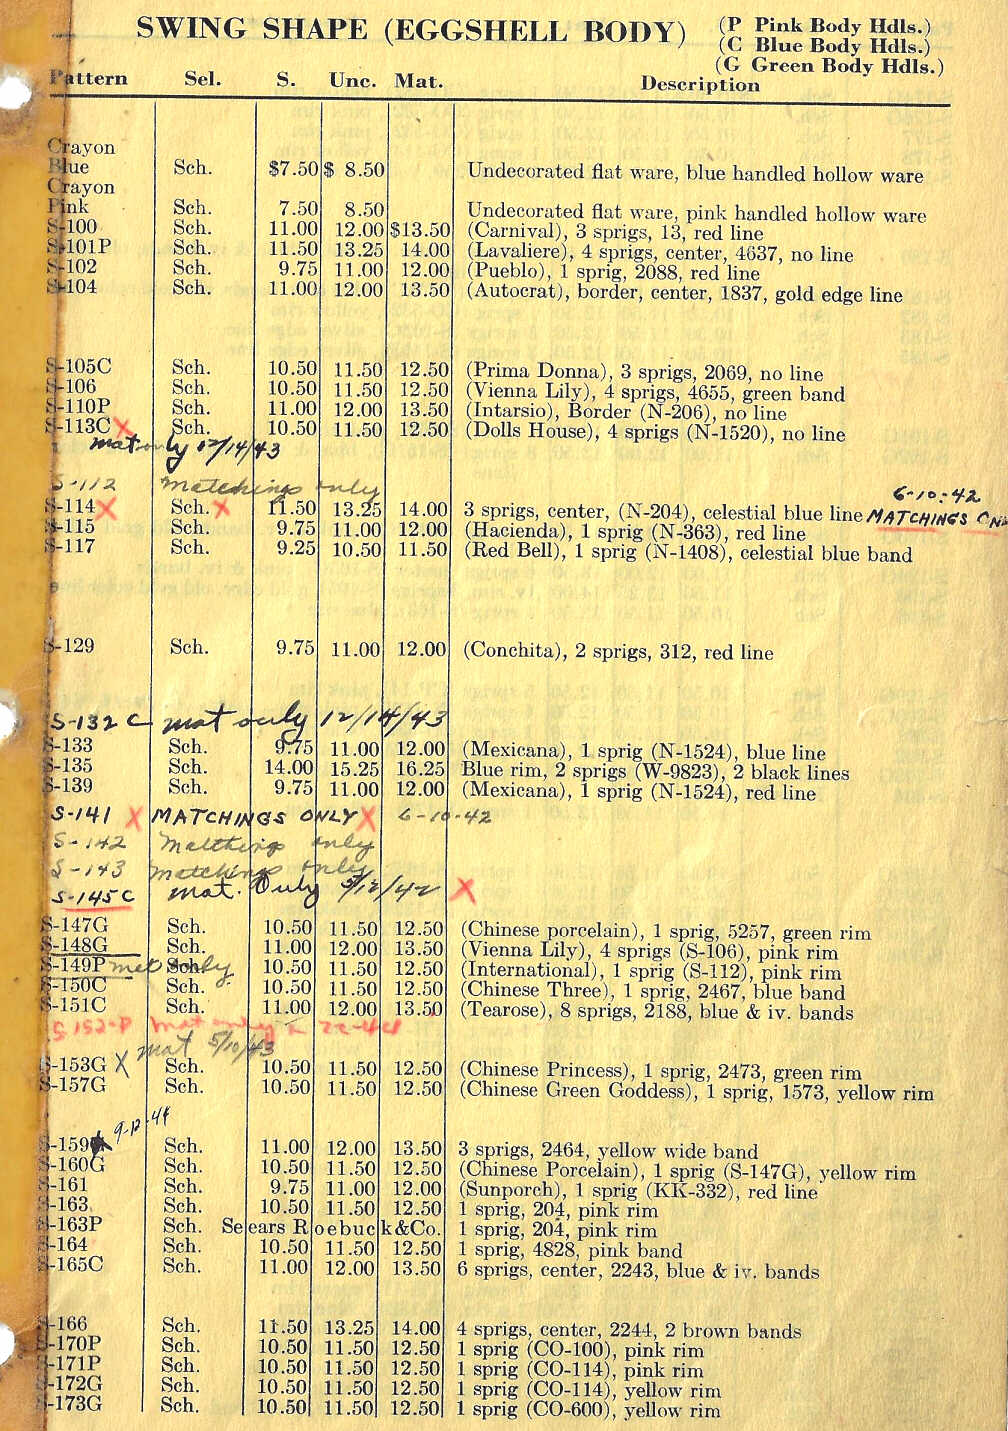 SWING SHAPE (EGGSHELL BODY)
(P Pink Body Hdls.)
(C Blue Body Hdls.)
(G Green Body Hdls.)
Pattern Sel. S. Unc. Mat. Description
Crayon
Blue Sch. $7.50 $ 8.50 Undecorated flat ware, blue handled hollow ware
Crayon
Pink Sch. 7.50 8.50 Undecorated flat ware, pink handled hollow ware
S-100 Sch. 11.00 12.00 $13.50 (Carnival), 3 sprigs, 13, red line
S-101P Sch. 11.50 13.25 14.00 (Lavaliere), 4 sprigs, center, 4637, no line
S-102 Sch. 9.75 11.00 12.00 (Pueblo), 1 sprig, 2088, red line
S-104 Sch. 11.00 12.00 13.50 (Autocrat), border, center, 1837, gold edge line
S-105C Sch. 10.50 11.50 12.50 (Prima Donna), 3 sprigs, 2069, no line
S-106 Sch. 10.50 11.50 12.50 (Vienna Lily), 4 sprigs, 4655, green band
S-110P Sch. 11.00 12.00 13.50 (Intarsio), Border (N-206), no line
S-113C X Sch. 10.50 11.50 12.50 (Dolls House), 4 sprigs (N-1520), no line
mat only 12/14/43
S-112 Matchings only
6-10-42
S-114 X Sch. X 11.50 13.25 14.00 3 sprigs, center, (N-204), celestial blue line MATCHINGS ONLY
S-115 Sch. 9.75 11.00 12.00 (Hacienda), 1 sprig (N-363), red line
S-117 Sch. 9.25 10.50 11.50 (Red Bell), 1 sprig (N-1408), celestial blue band
S-129 Sch. 9.75 11.00 12.00 (Conchita), 2 sprigs, 312, red line
S-132 C mat only 12/14/43
S-133 Sch. 9.75 11.00 12.00 (Mexicana), 1 sprig (N-1524), blue line
S-135 Sch. 14.00 15.25 16.25 Blue rim, 2 sprigs (W-9823), 2 black lines
S-139 Sch. 9.75 11.00 12.00 (Mexicana), 1 sprig (N-1524), red line
S-141 X MATCHINGS ONLY X 6-10-42
S-142 Matchings only
S-143 matchings only
S-145C mat. Only 5/12/42 X
S-147G Sch. 10.50 11.50 12.50 (Chinese porcelain), 1 sprig, 5257, green rim
S-148G Sch. 11.00 12.00 13.50 (Vienna Lily), 4 sprigs (S-106), pink rim
S-149P mat only Sch. 10.50 11.50 12.50 (International), 1 sprig (S-112), pink rim
S-150C Sch. 10.50 11.50 12.50 (Chinese Three), 1 sprig, 2467, blue band
S-151C Sch. 11.00 12.00 13.50 (Tearose), 8 sprigs, 2188, blue & iv. bands
S152-P Mat only 2-22-44
mat 5/10/43
S-153G X Sch. 10.50 11.50 12.50 (Chinese Princess), 1 sprig, 2473, green rim
S-157G Sch. 10.50 11.50 12.50 (Chinese Green Goddess), 1 sprig, 1573, yellow rim
9-12-44
S-159 Sch. 11.00 12.00 13.50 3 sprigs, 2464, yellow wide band
S-160G Sch. 10.50 11.50 12.50 (Chinese Porcelain), 1 sprig (S-147G), yellow rim
S-161 Sch. 9.75 11.00 12.00 (Sunporch), 1 sprig (KK-332), red line
S-163 Sch. 10.50 11.50 12.50 1 sprig, 204, pink rim
S-163P Sch. Seears Roebuck&Co. 1 sprig, 204, pink rim
S-164 Sch. 10.50 11.50 12.50 1 sprig, 4828, pink band
S-165C Sch. 11.00 12.00 13.50 6 sprigs, center, 2243, blue & iv. bands
S-166 Sch. 11.50 13.25 14.00 4 sprigs, center, 2244, 2 brown bands
S-170P Sch. 10.50 11.50 12.50 1 sprig (CO-100), pink rim
S-171P Sch. 10.50 11.50 12.50 1 sprig (CO-114), pink rim
S-172G Sch. 10.50 11.50 12.50 1 sprig (CO-114), yellow rim
S-173G Sch. 10.50 11.50 12.50 1 sprig (CO-600), yellow rim